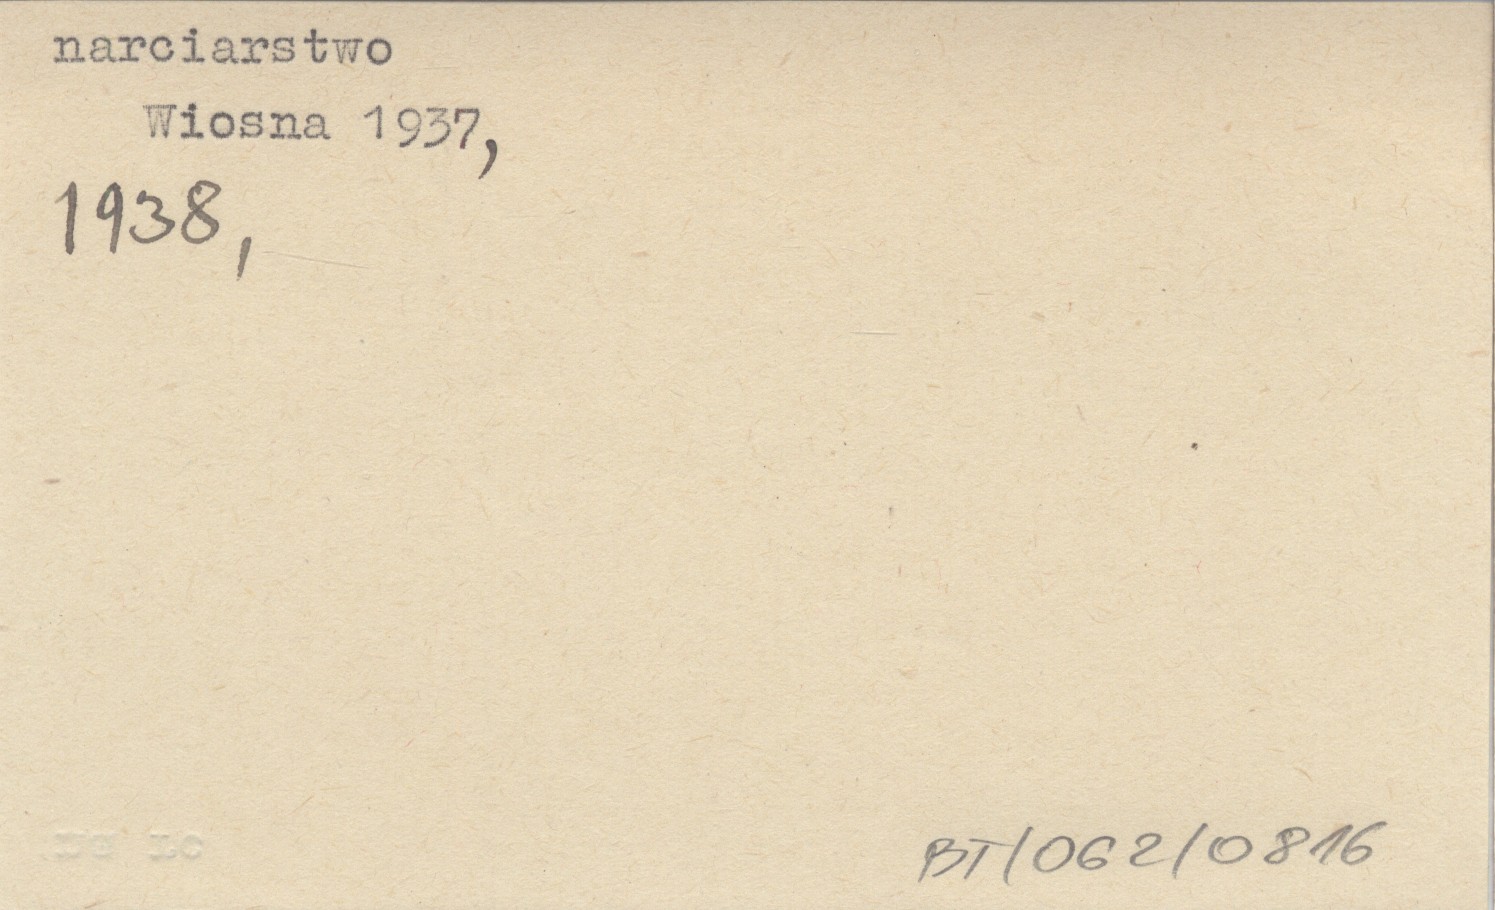 narciarstwo
Wiosna 1937,
1938,
BT/062/0816